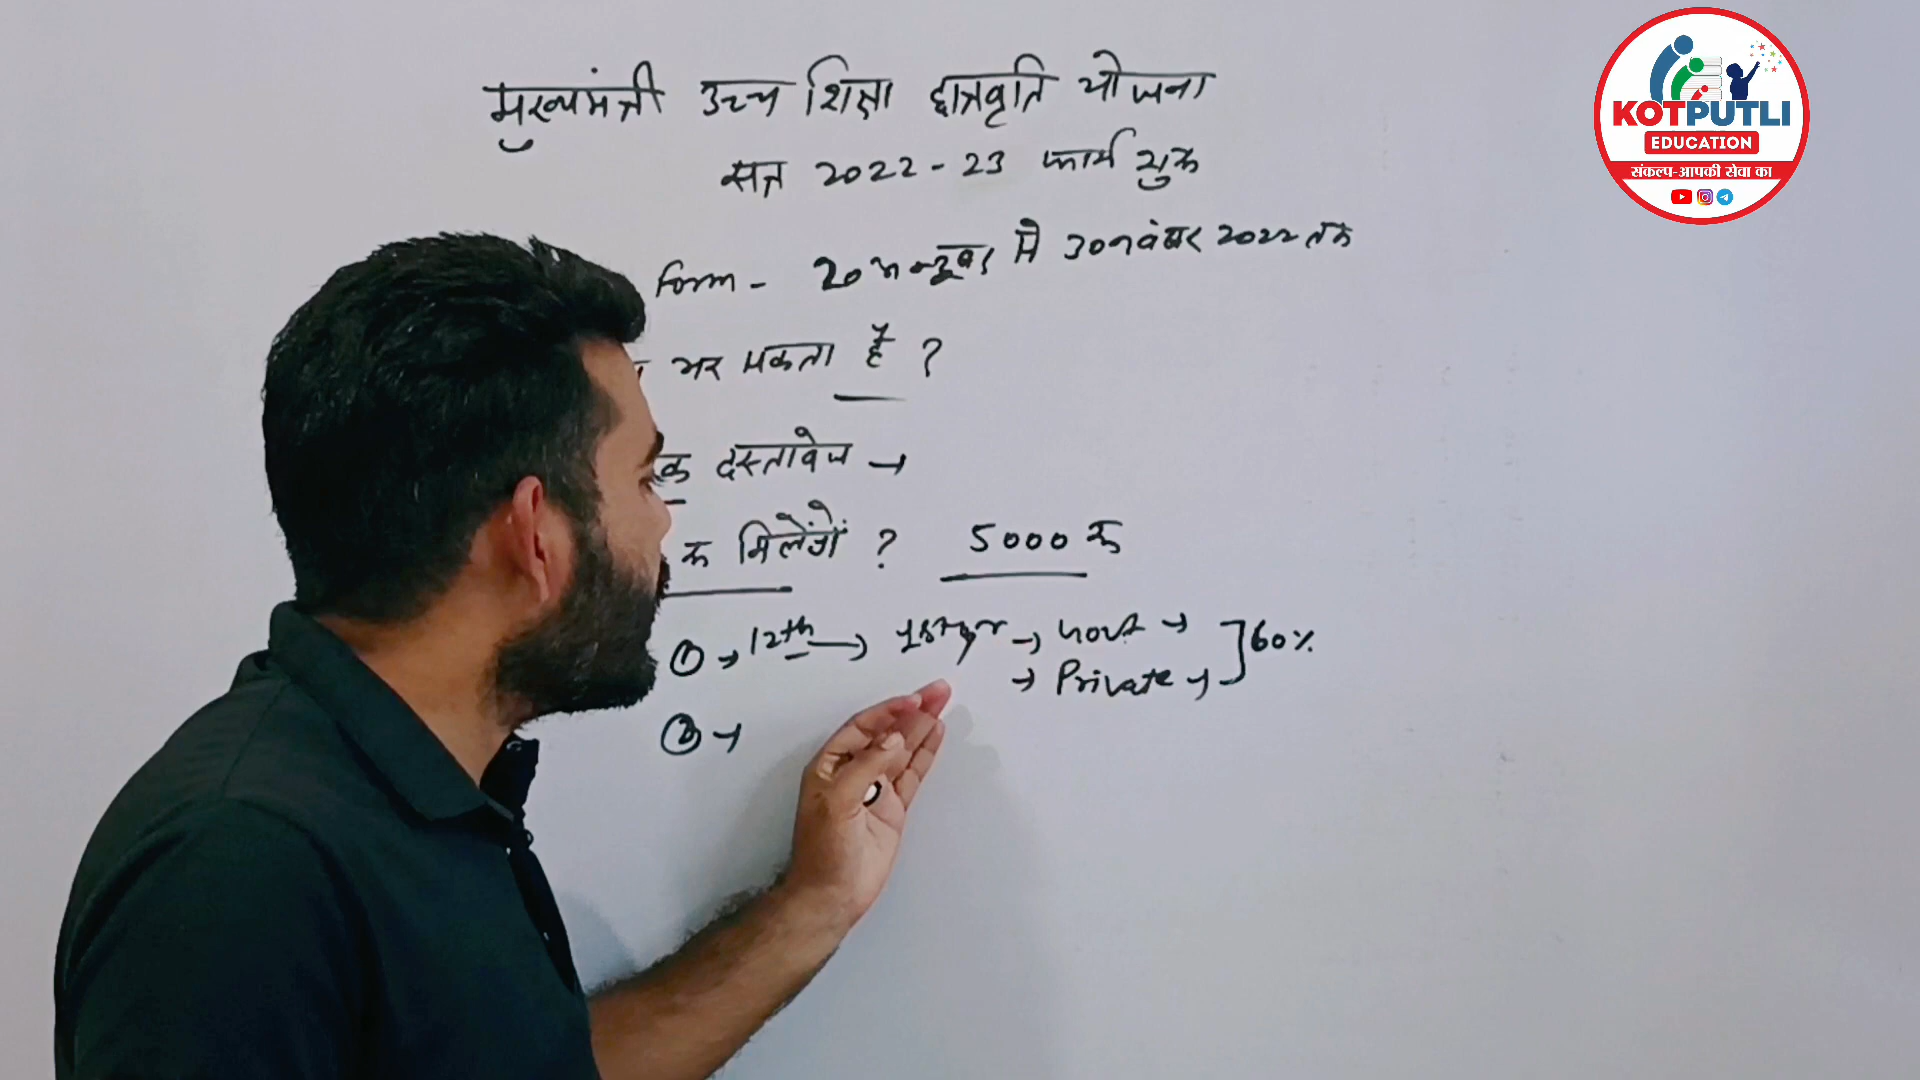 मुख्यमंत्री उच्च शिक्षा छात्रवृति योजना
सत्र 2022-23 फार्म शुरू
form - 20 अक्टूबर से 30 नवंबर 2022 तक
भर सकता है ?
क दस्तावेज →
रु मिलेंगें ? 5000 रु
① → 12th → 1st yr → Govt → ] 60%
→ Private →
② →
KOTPUTLI
EDUCATION
संकल्प-आपकी सेवा का